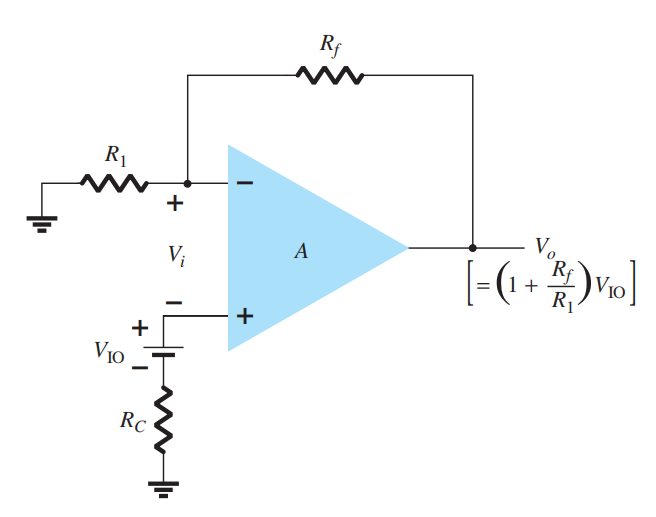 R_f
R_1
−
+
V_i
A
V_o
[= (1 + R_f/R_1) V_IO]
−
+
+
V_IO
−
R_C